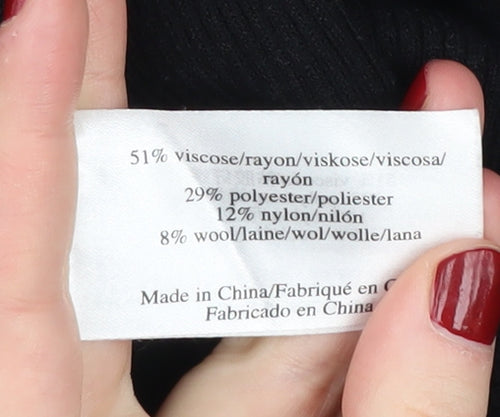 51% viscose/rayon/viskose/viscosa/
rayón
29% polyester/poliester
12% nylon/nilón
8% wool/laine/wol/wolle/lana
Made in China/Fabriqué en
Fabricado en China